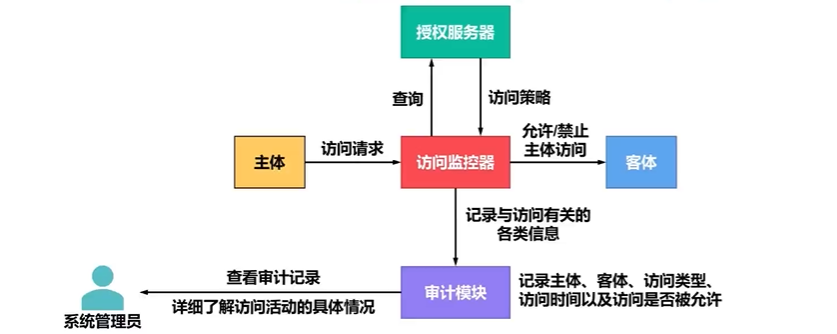 授权服务器
查询
访问策略
主体
访问请求
访问监控器
允许/禁止
主体访问
客体
记录与访问有关的
各类信息
查看审计记录
详细了解访问活动的具体情况
系统管理员
审计模块
记录主体、客体、访问类型、
访问时间以及访问是否被允许